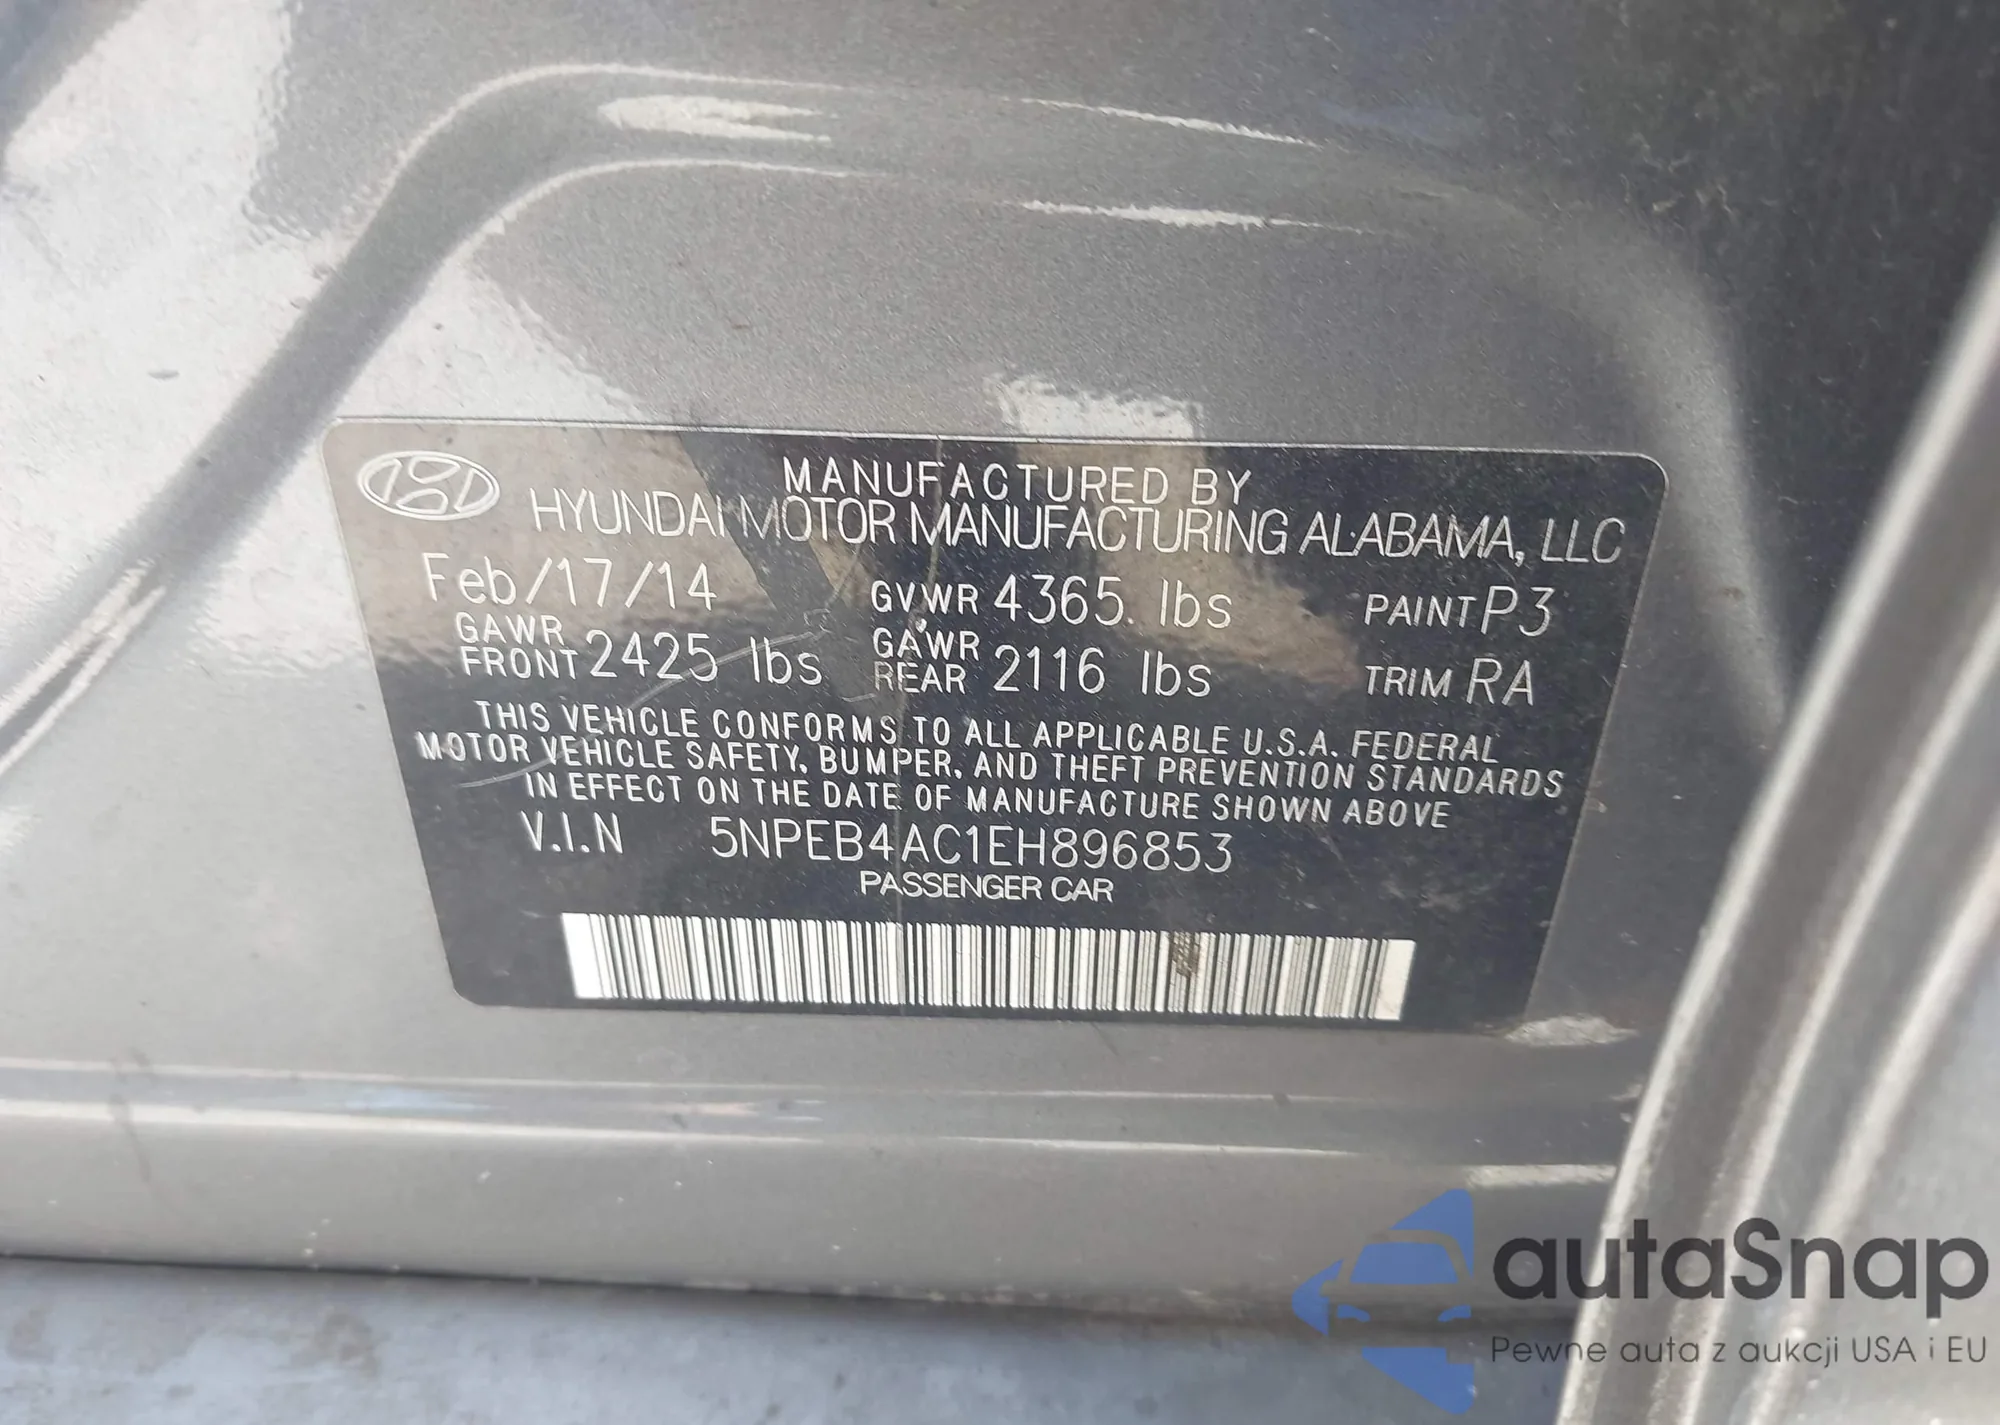 MANUFACTURED BY
HYUNDAI MOTOR MANUFACTURING ALABAMA, LLC
Feb/17/14 GVWR 4365. lbs PAINT P3
GAWR FRONT 2425 lbs GAWR REAR 2116 lbs TRIM RA
THIS VEHICLE CONFORMS TO ALL APPLICABLE U.S.A. FEDERAL
MOTOR VEHICLE SAFETY, BUMPER, AND THEFT PREVENTION STANDARDS
IN EFFECT ON THE DATE OF MANUFACTURE SHOWN ABOVE
V.I.N 5NPEB4AC1EH896853
PASSENGER CAR
autaSnap
Pewne auta z aukcji USA i EU